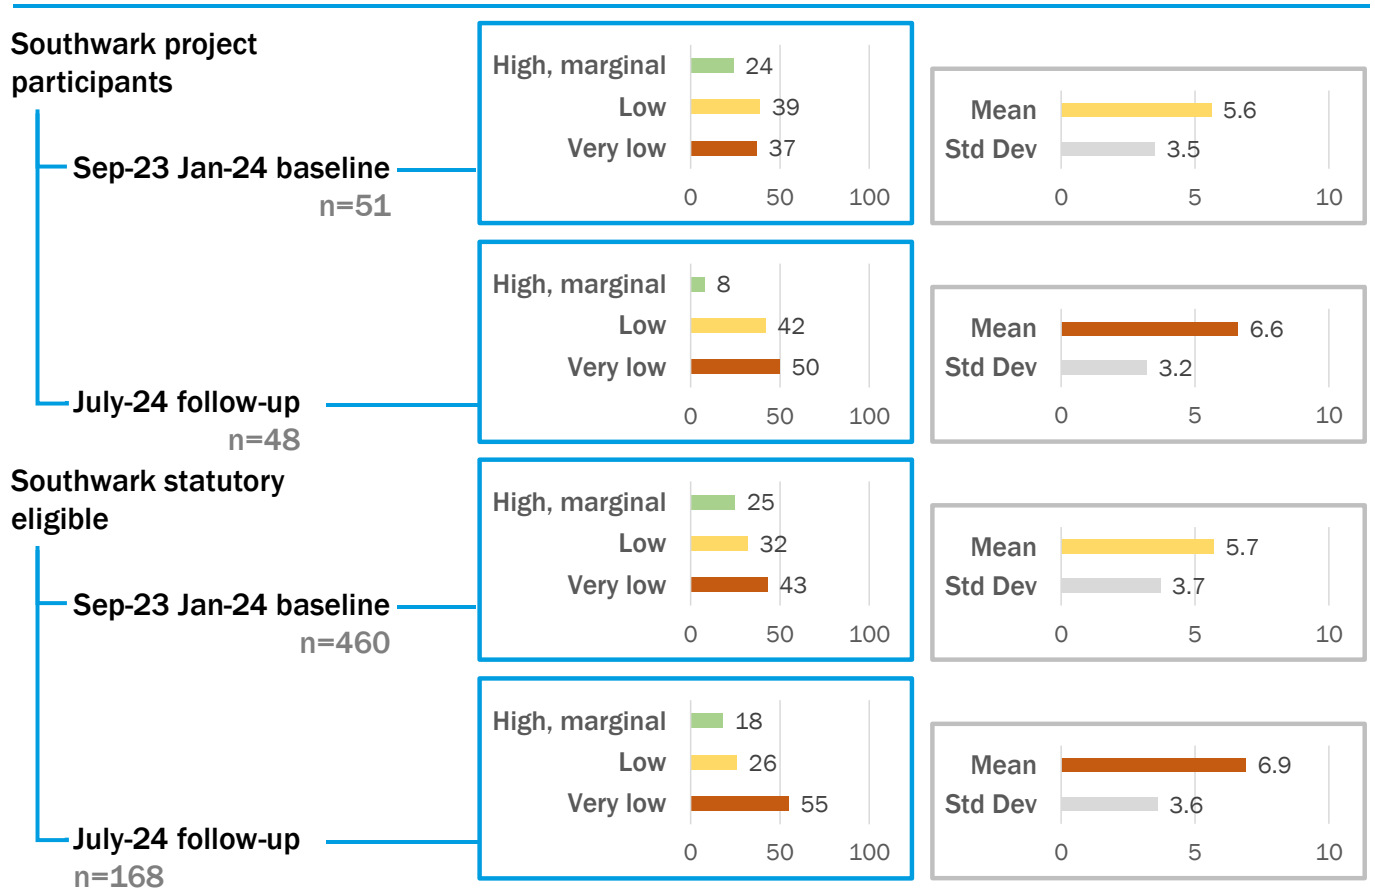 Southwark project
participants
Sep-23 Jan-24 baseline
n=51
High, marginal 24
Low 39
Very low 37
0 50 100
Mean 5.6
Std Dev 3.5
0 5 10
July-24 follow-up
n=48
High, marginal 8
Low 42
Very low 50
0 50 100
Mean 6.6
Std Dev 3.2
0 5 10
Southwark statutory
eligible
Sep-23 Jan-24 baseline
n=460
High, marginal 25
Low 32
Very low 43
0 50 100
Mean 5.7
Std Dev 3.7
0 5 10
July-24 follow-up
n=168
High, marginal 18
Low 26
Very low 55
0 50 100
Mean 6.9
Std Dev 3.6
0 5 10